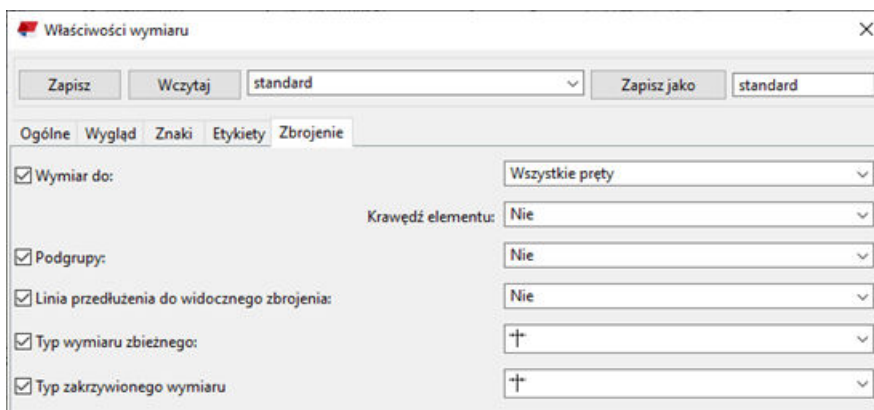 Właściwości wymiaru
Zapisz Wczytaj standard Zapisz jako standard
Ogólne Wygląd Znaki Etykiety Zbrojenie
Wymiar do: Wszystkie pręty
Krawędź elementu: Nie
Podgrupy: Nie
Linia przedłużenia do widocznego zbrojenia: Nie
Typ wymiaru zbieżnego:
Typ zakrzywionego wymiaru